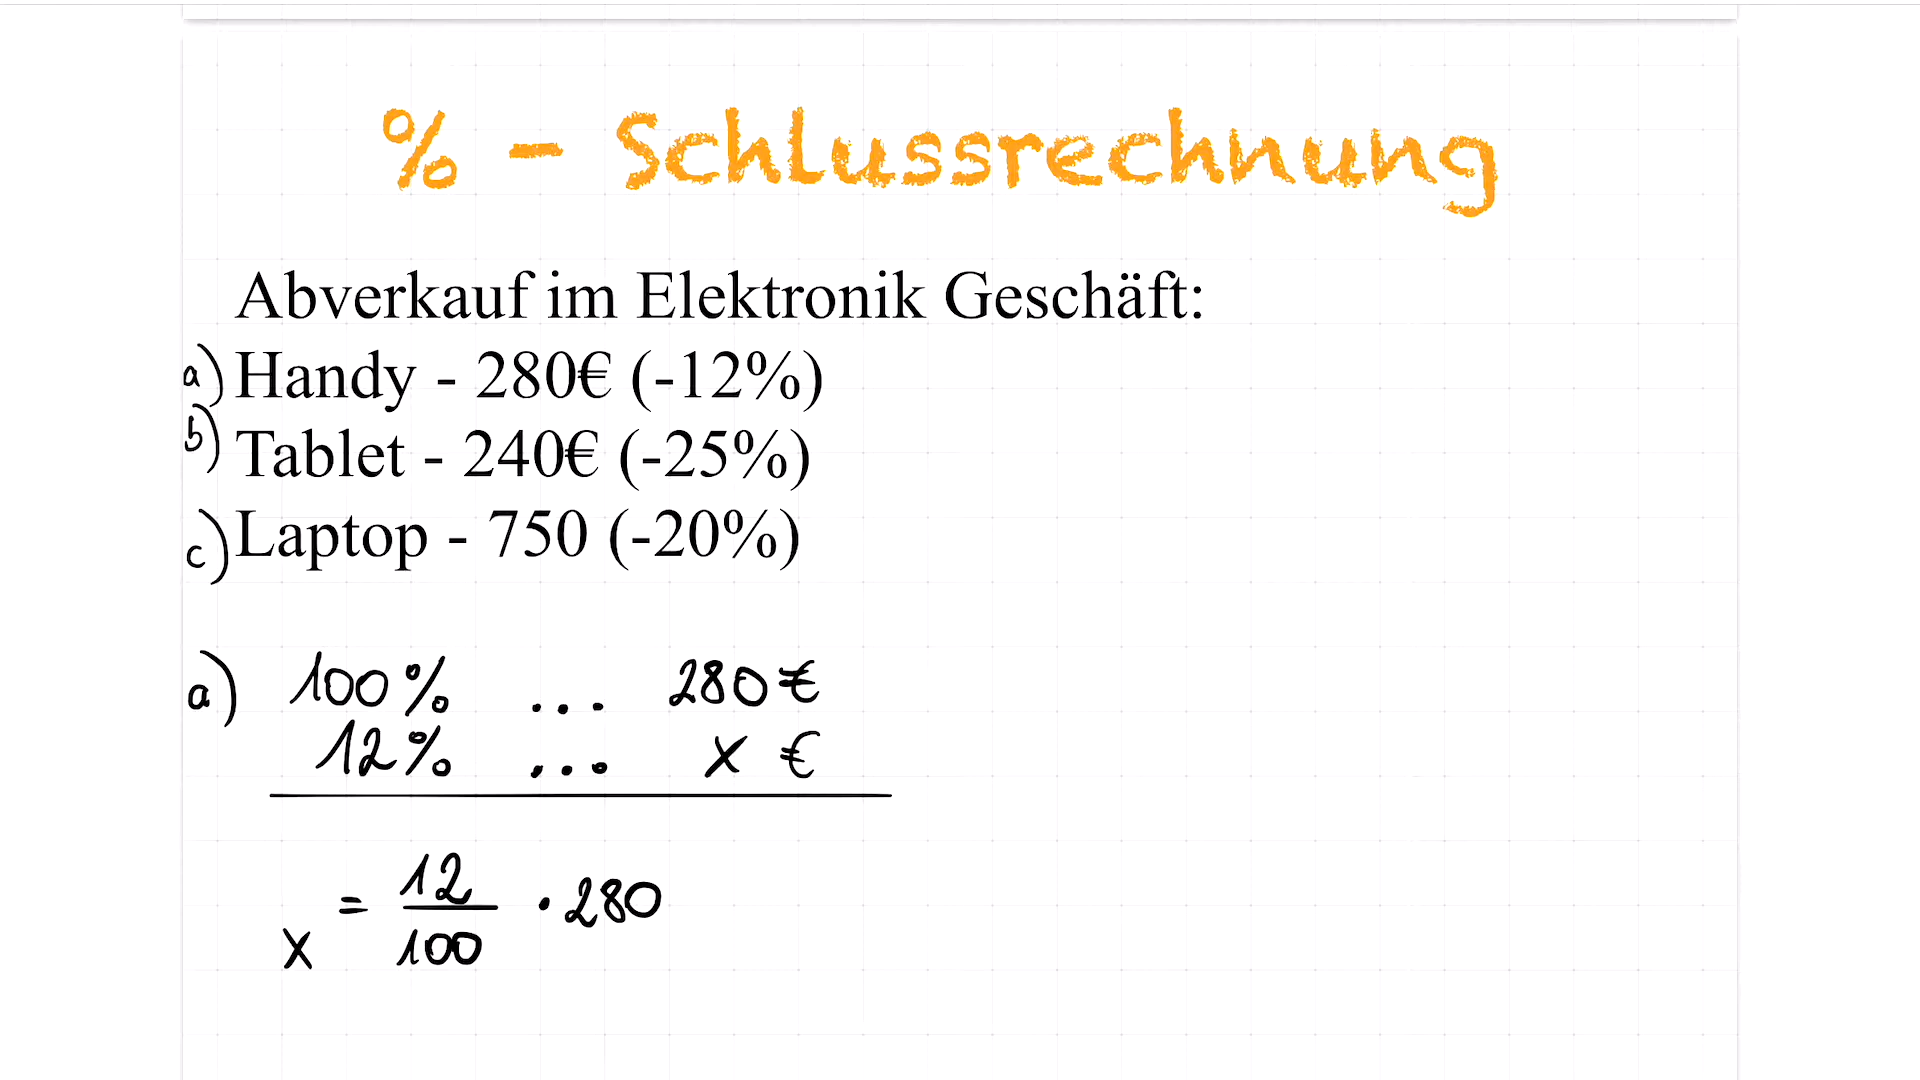 % - Schlussrechnung
Abverkauf im Elektronik Geschäft:
a) Handy - 280€ (-12%)
b) Tablet - 240€ (-25%)
c) Laptop - 750 (-20%)
a) 100% ... 280€
12% ... x €
x = 12/100 · 280